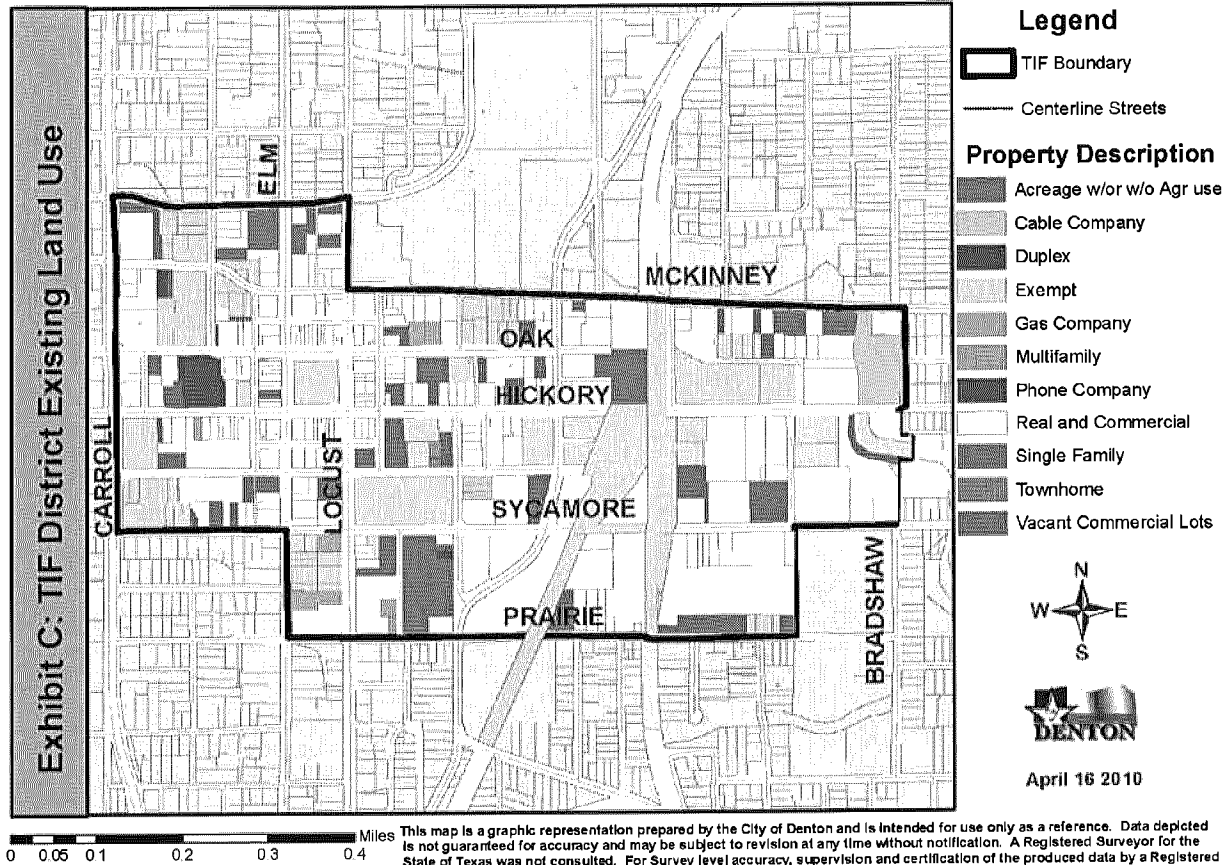 Exhibit C: TIF District Existing Land Use
ELM
MCKINNEY
OAK
HICKORY
CARROLL
LOCUST
SYCAMORE
PRAIRIE
BRADSHAW
Legend
TIF Boundary
Centerline Streets
Property Description
Acreage w/or w/o Agr use
Cable Company
Duplex
Exempt
Gas Company
Multifamily
Phone Company
Real and Commercial
Single Family
Townhome
Vacant Commercial Lots
N
W E
S
DENTON
April 16 2010
Miles
0 0.05 0.1 0.2 0.3 0.4
This map is a graphic representation prepared by the City of Denton and is intended for use only as a reference. Data depicted
is not guaranteed for accuracy and may be subject to revision at any time without notification. A Registered Surveyor for the
State of Texas was not consulted. For Survey level accuracy, supervision and certification of the produced data by a Registered